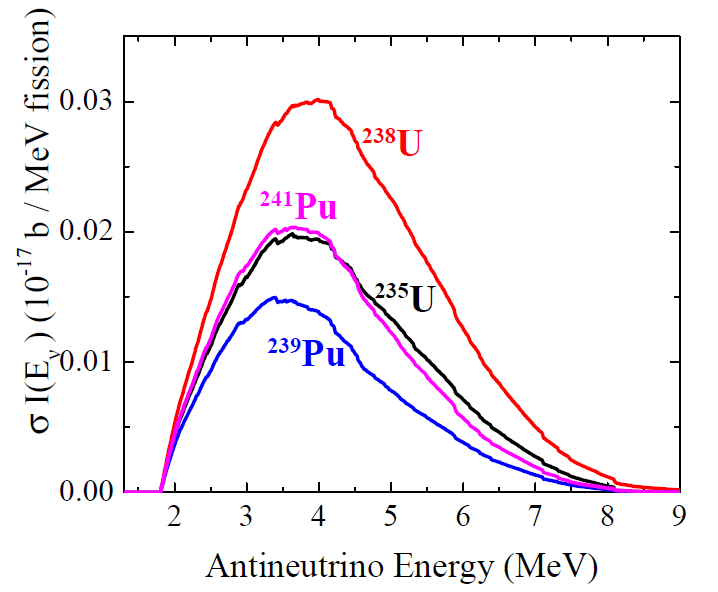 σ I(Eν) (10⁻¹⁷ b / MeV fission)
0.03
0.02
0.01
0.00
²³⁸U
²⁴¹Pu
²³⁵U
²³⁹Pu
2 3 4 5 6 7 8 9
Antineutrino Energy (MeV)